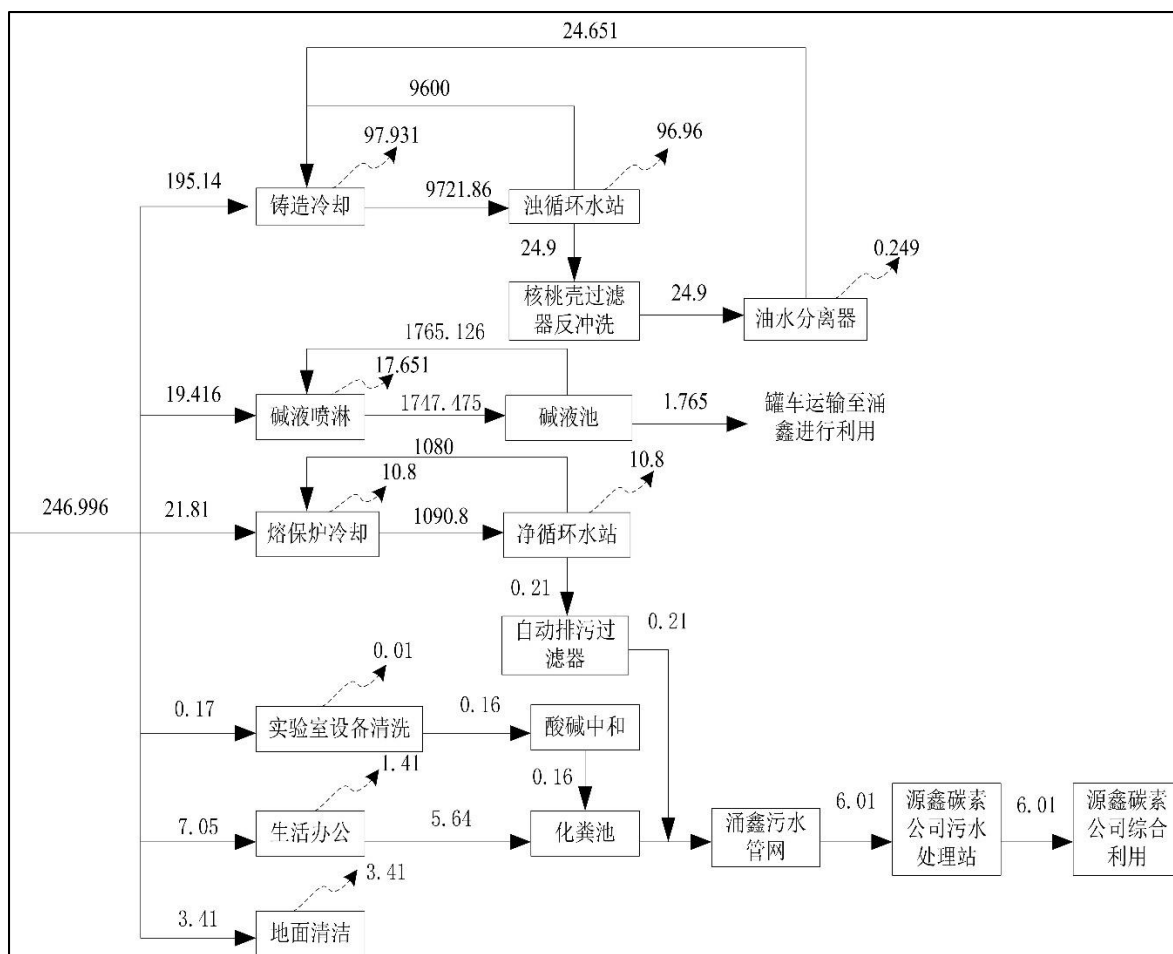 24.651
9600
97.931
96.96
195.14
铸造冷却
9721.86
浊循环水站
24.9
0.249
核桃壳过滤
器反冲洗
24.9
油水分离器
1765.126
17.651
19.416
碱液喷淋
1747.475
碱液池
1.765
罐车运输至涌
鑫进行利用
1080
10.8
10.8
246.996
21.81
熔保炉冷却
1090.8
净循环水站
0.21
自动排污过
滤器
0.21
0.01
0.17
实验室设备清洗
0.16
酸碱中和
0.16
1.41
7.05
生活办公
5.64
化粪池
涌鑫污水
管网
6.01
源鑫碳素
公司污水
处理站
6.01
源鑫碳素
公司综合
利用
3.41
3.41
地面清洁